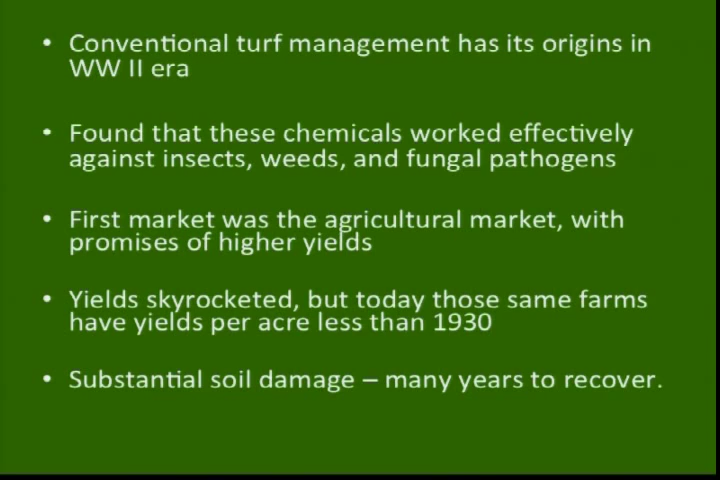 • Conventional turf management has its origins in
WW II era
• Found that these chemicals worked effectively
against insects, weeds, and fungal pathogens
• First market was the agricultural market, with
promises of higher yields
• Yields skyrocketed, but today those same farms
have yields per acre less than 1930
• Substantial soil damage – many years to recover.